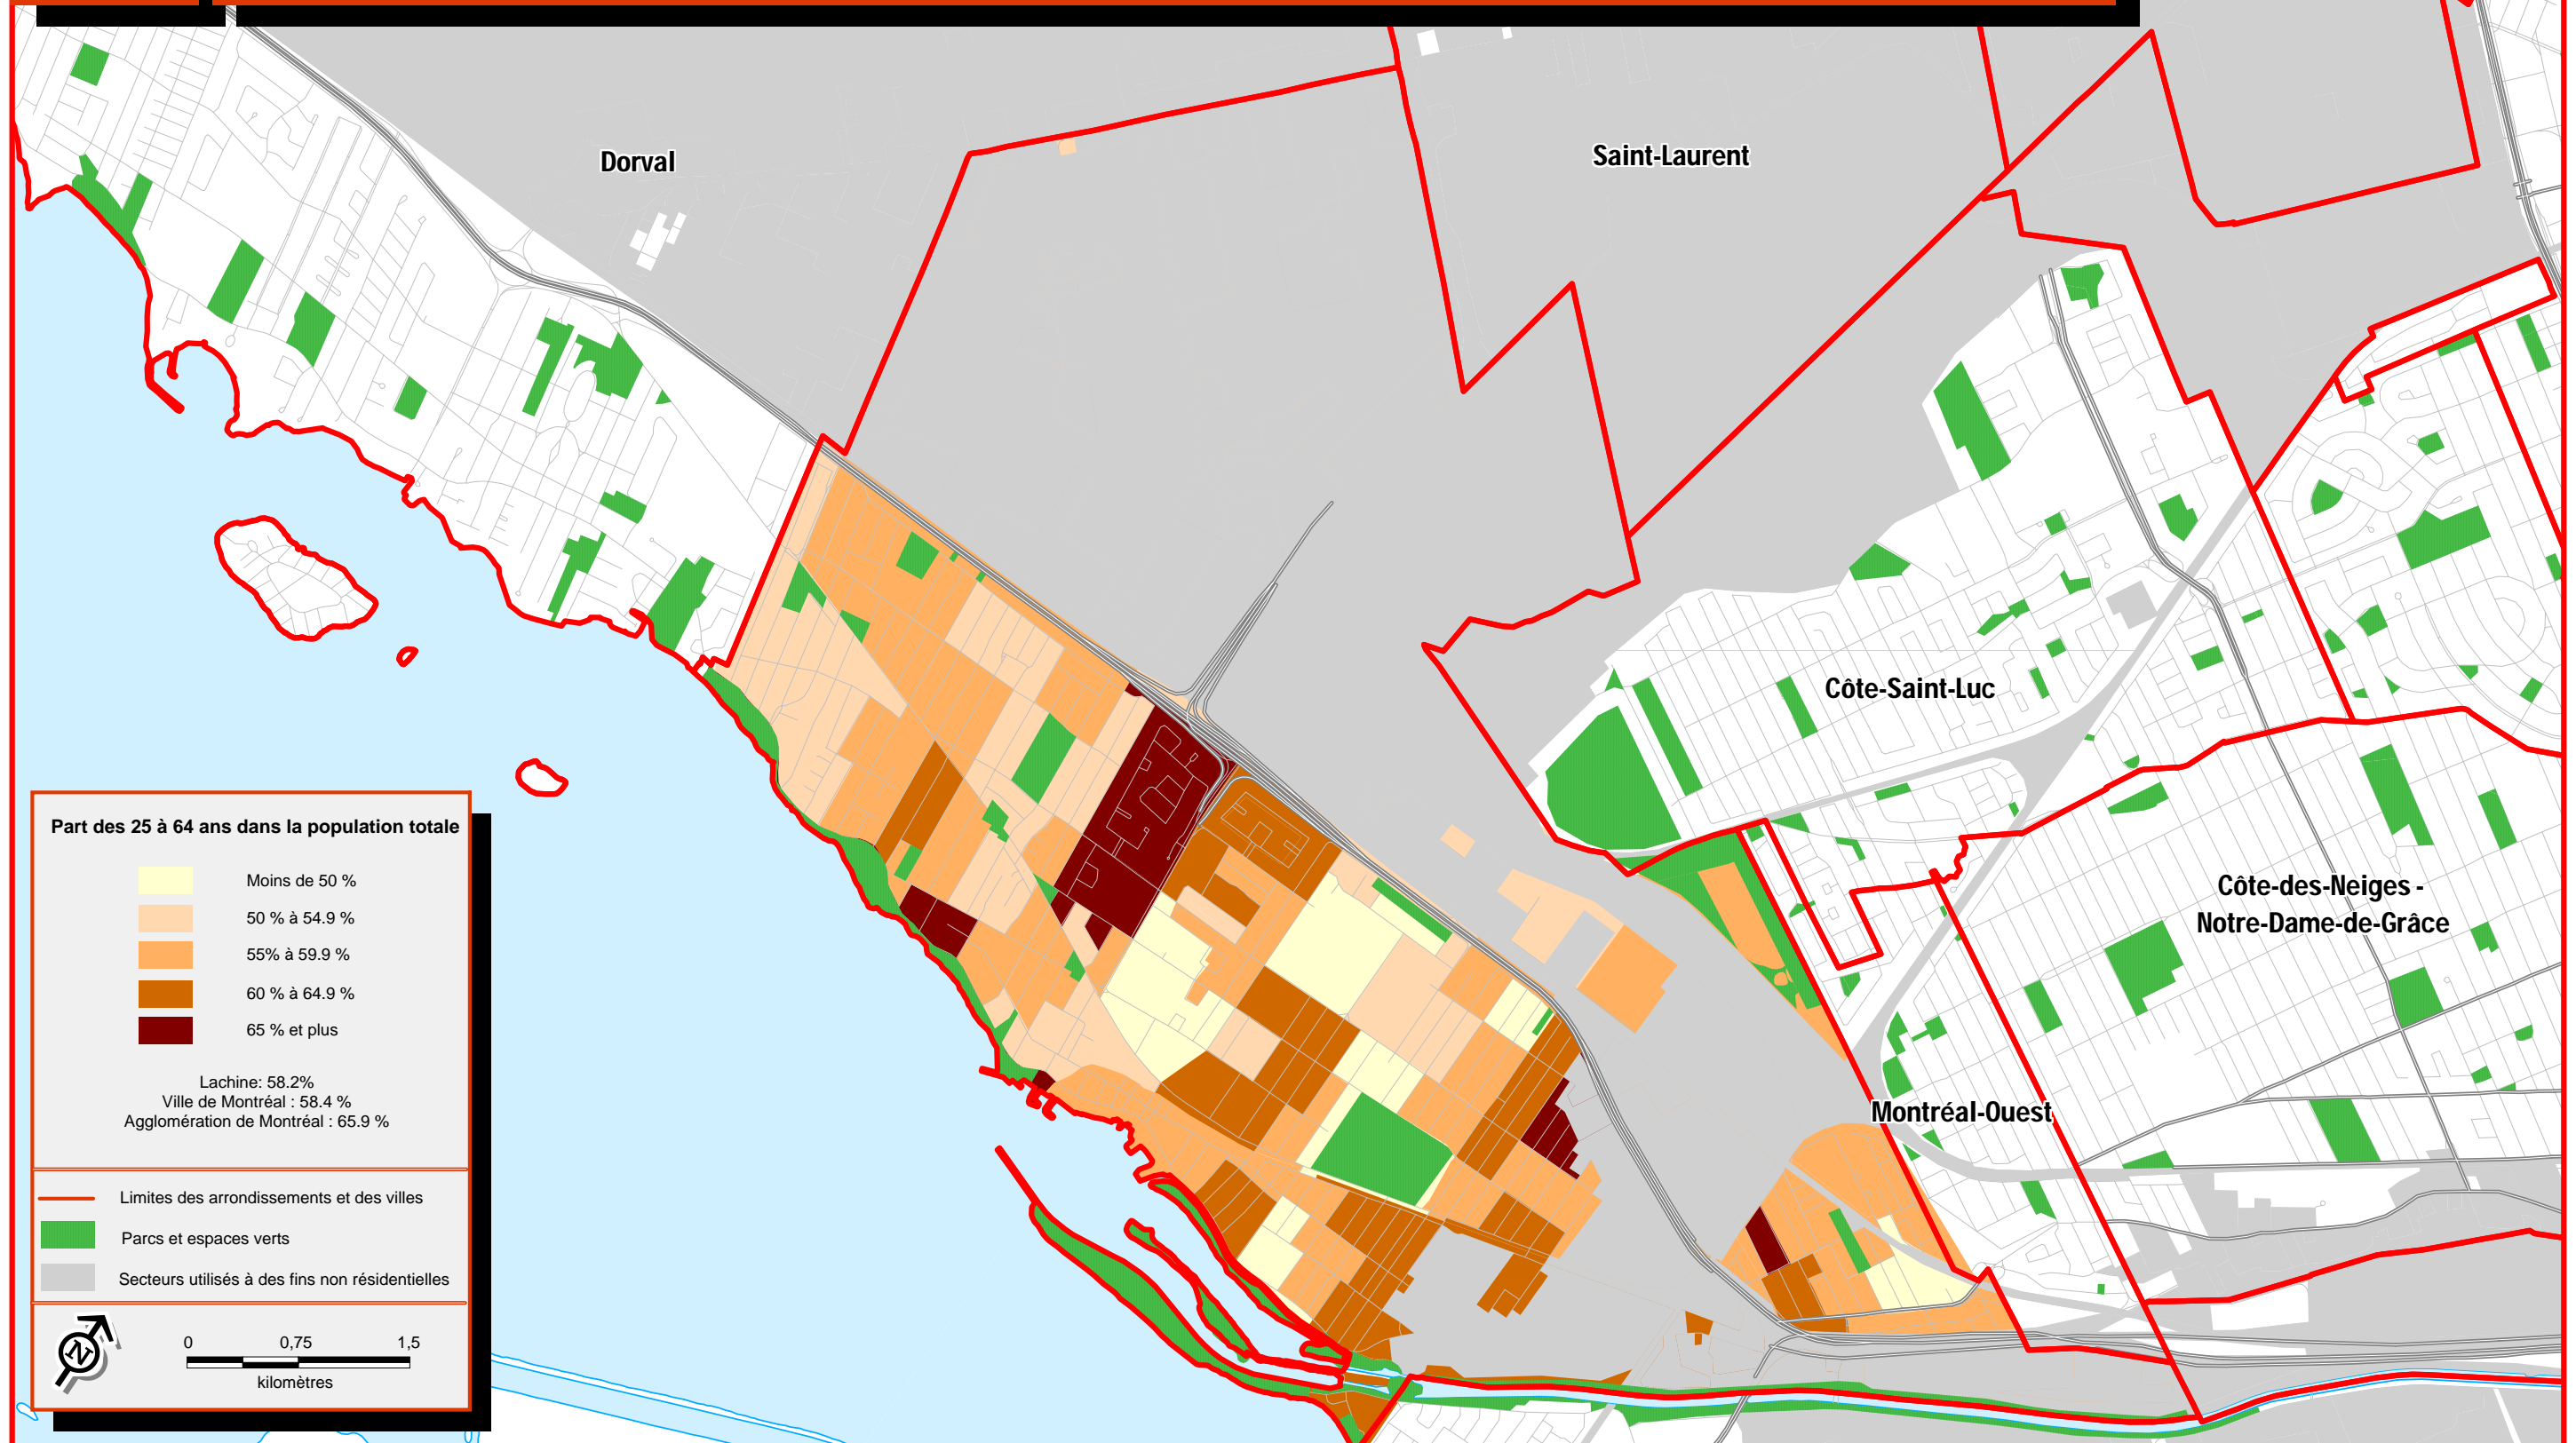 Dorval
Saint-Laurent
Côte-Saint-Luc
Côte-des-Neiges -
Notre-Dame-de-Grâce
Montréal-Ouest
Part des 25 à 64 ans dans la population totale
Moins de 50 %
50 % à 54.9 %
55% à 59.9 %
60 % à 64.9 %
65 % et plus
Lachine: 58.2%
Ville de Montréal : 58.4 %
Agglomération de Montréal : 65.9 %
Limites des arrondissements et des villes
Parcs et espaces verts
Secteurs utilisés à des fins non résidentielles
N
0 0,75 1,5
kilomètres